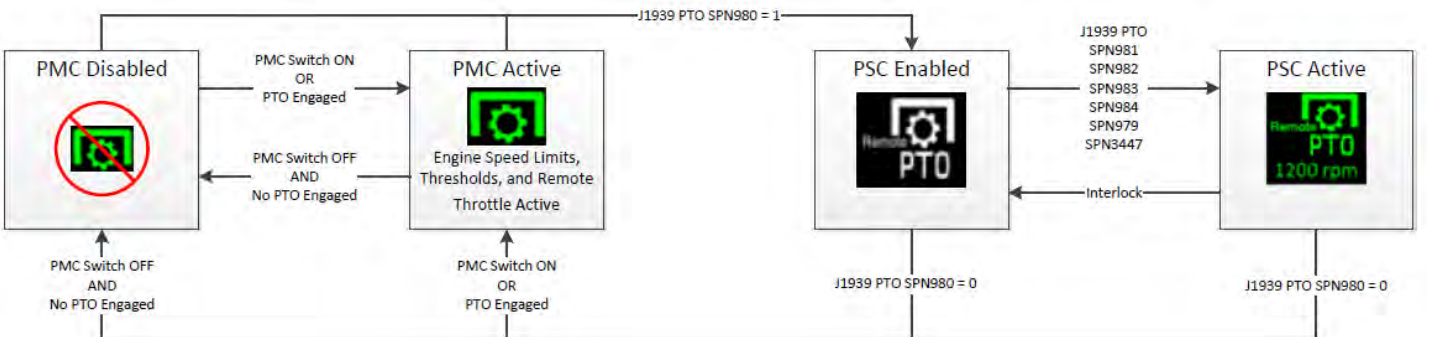 J1939 PTO SPN980 = 1
PMC Disabled
PMC Switch ON
OR
PTO Engaged
PMC Switch OFF
AND
No PTO Engaged
PMC Active
Engine Speed Limits,
Thresholds, and Remote
Throttle Active
PSC Enabled
Remote
PTO
J1939 PTO
SPN981
SPN982
SPN983
SPN984
SPN979
SPN3447
Interlock
PSC Active
Remote
PTO
1200 rpm
PMC Switch OFF
AND
No PTO Engaged
PMC Switch ON
OR
PTO Engaged
J1939 PTO SPN980 = 0
J1939 PTO SPN980 = 0